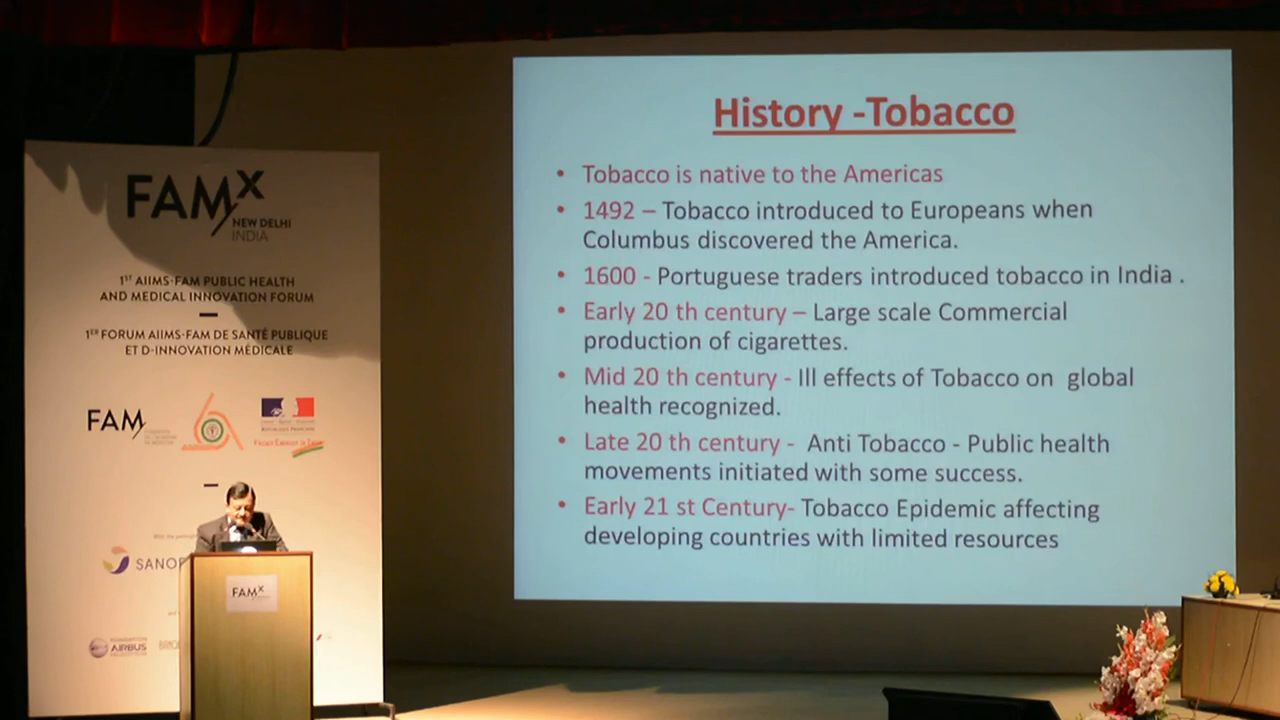 FAMx
NEW DELHI
INDIA
1ST AIIMS-FAM PUBLIC HEALTH
AND MEDICAL INNOVATION FORUM
1ER FORUM AIIMS-FAM DE SANTÉ PUBLIQUE
ET D-INNOVATION MÉDICALE
FAM
SANOF
FONDATION
AIRBUS
FAMx
History -Tobacco
• Tobacco is native to the Americas
• 1492 – Tobacco introduced to Europeans when
Columbus discovered the America.
• 1600 - Portuguese traders introduced tobacco in India .
• Early 20 th century – Large scale Commercial
production of cigarettes.
• Mid 20 th century - Ill effects of Tobacco on global
health recognized.
• Late 20 th century - Anti Tobacco - Public health
movements initiated with some success.
• Early 21 st Century- Tobacco Epidemic affecting
developing countries with limited resources